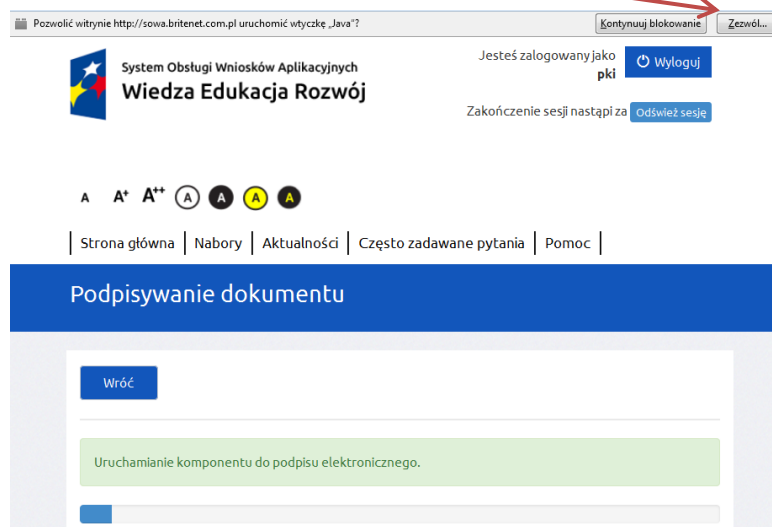 Pozwolić witrynie http://sowa.britenet.com.pl uruchomić wtyczkę „Java"? Kontynuuj blokowanie Zezwól...
System Obsługi Wniosków Aplikacyjnych
Wiedza Edukacja Rozwój
Jesteś zalogowany jako
pki
Wyloguj
Zakończenie sesji nastąpi za Odśwież sesję
A A+ A++ A A A A
Strona główna Nabory Aktualności Często zadawane pytania Pomoc
Podpisywanie dokumentu
Wróć
Uruchamianie komponentu do podpisu elektronicznego.